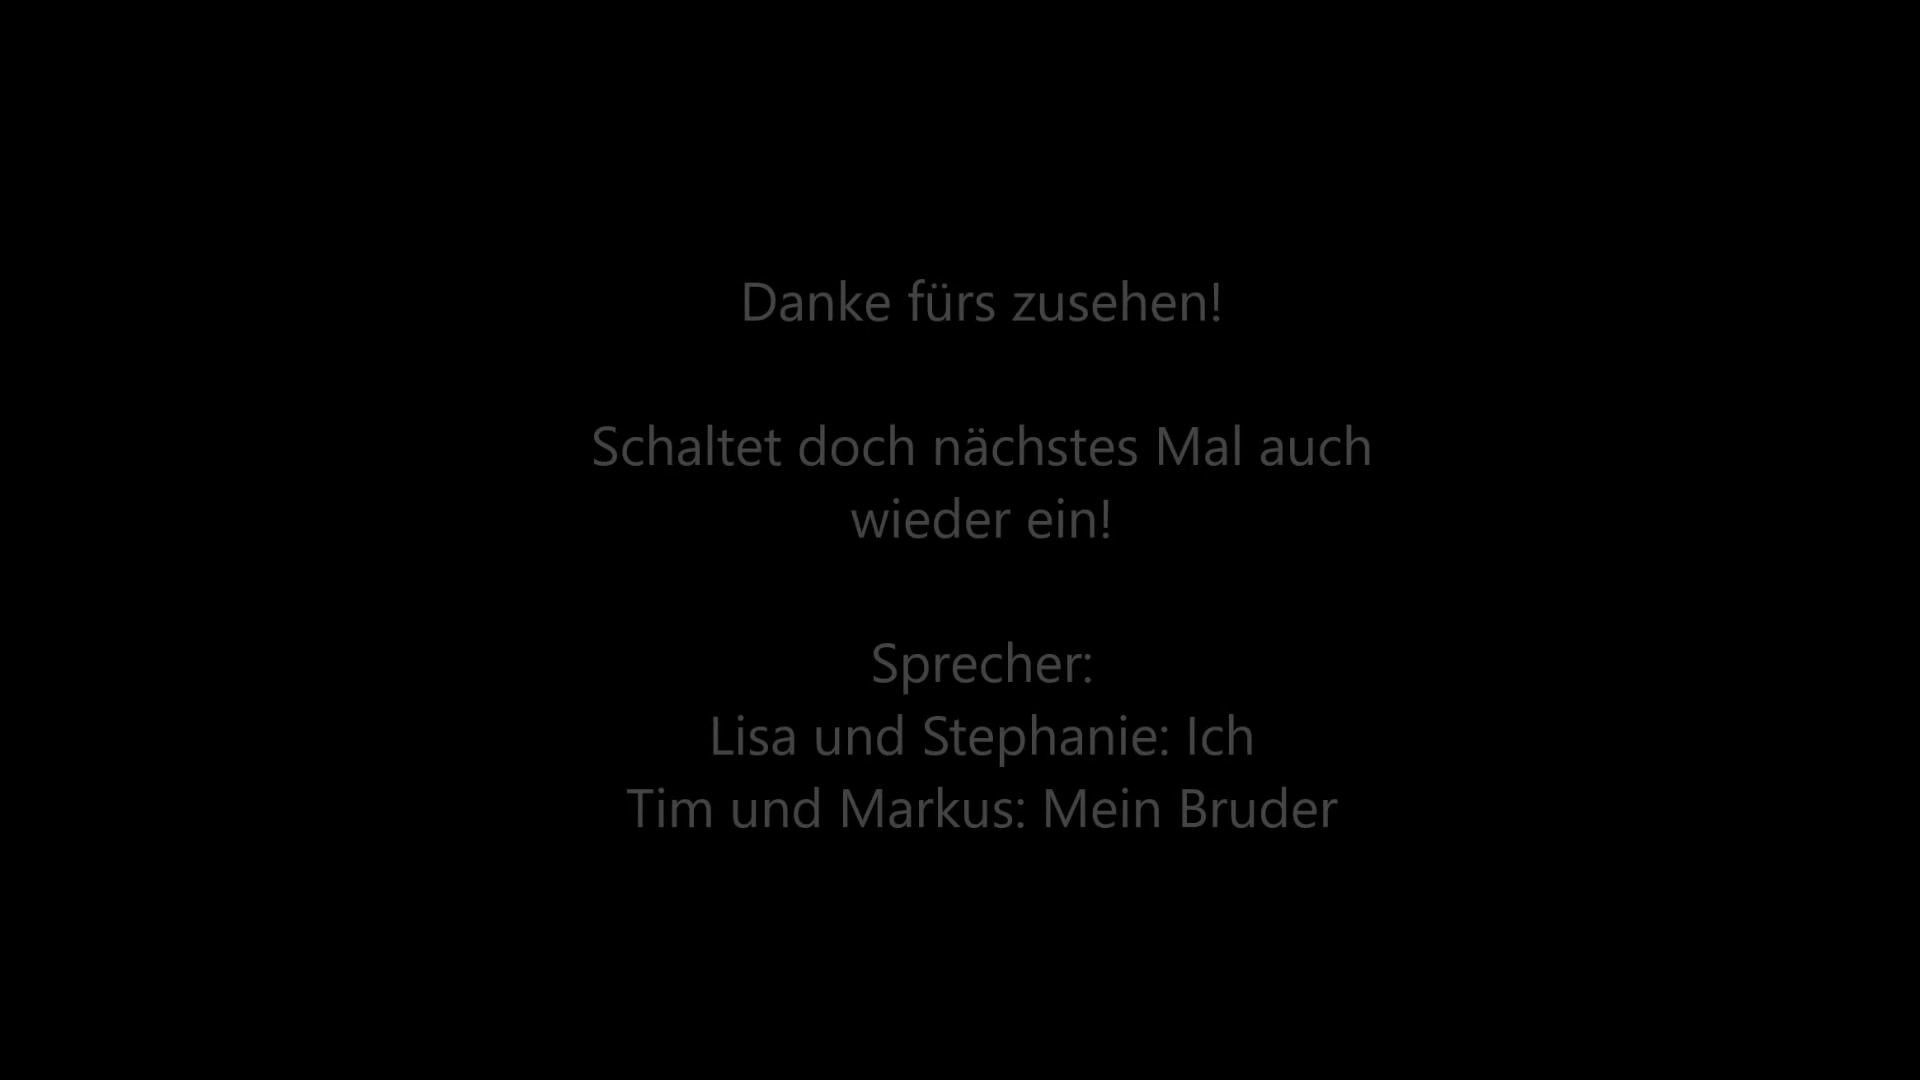 Danke fürs zusehen!
Schaltet doch nächstes Mal auch
wieder ein!
Sprecher:
Lisa und Stephanie: Ich
Tim und Markus: Mein Bruder